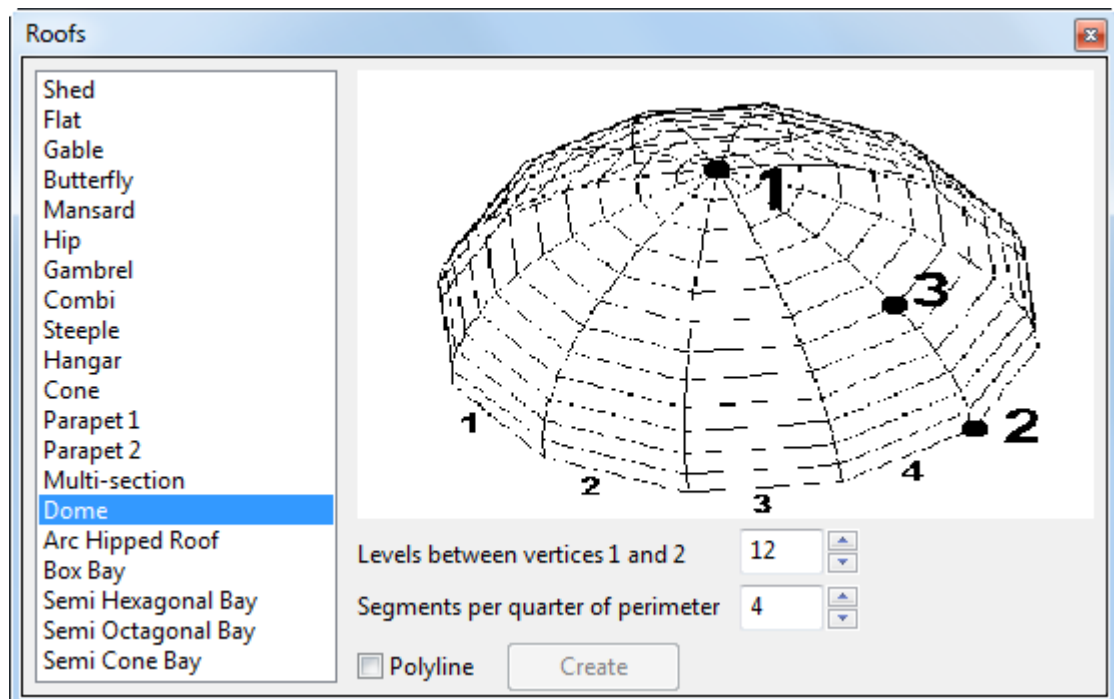 Roofs
Shed
Flat
Gable
Butterfly
Mansard
Hip
Gambrel
Combi
Steeple
Hangar
Cone
Parapet 1
Parapet 2
Multi-section
Dome
Arc Hipped Roof
Box Bay
Semi Hexagonal Bay
Semi Octagonal Bay
Semi Cone Bay
1
3
2
1
2
3
4
Levels between vertices 1 and 2 12
Segments per quarter of perimeter 4
Polyline Create